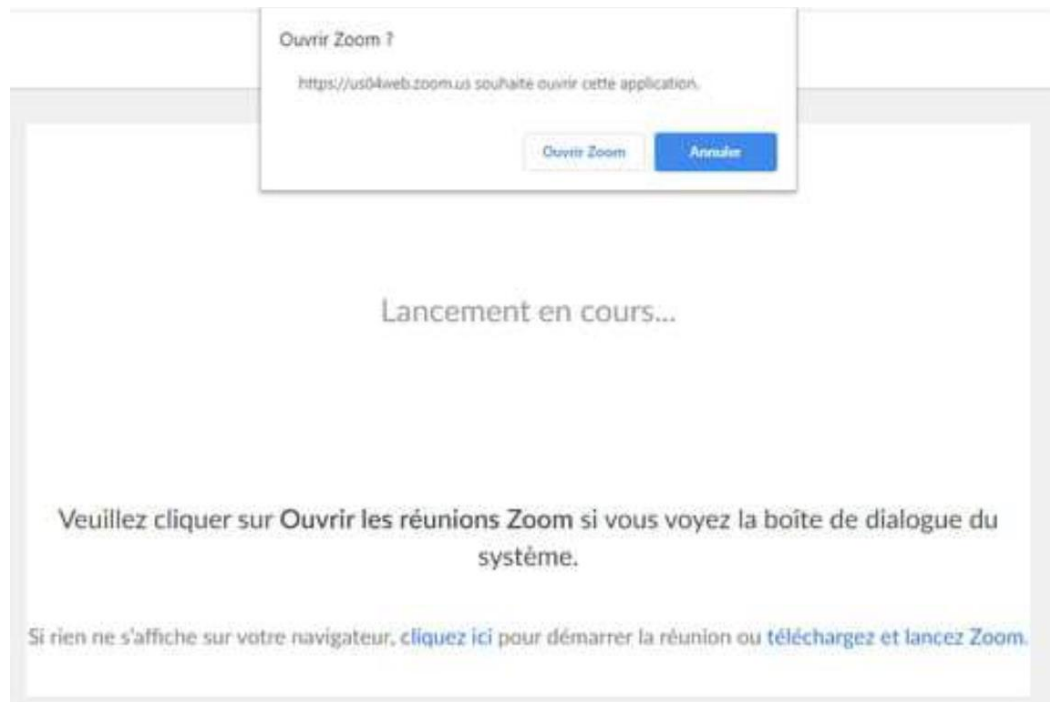 Ouvrir Zoom ?
https://us04web.zoom.us souhaite ouvrir cette application.
Ouvrir Zoom Annuler
Lancement en cours...
Veuillez cliquer sur Ouvrir les réunions Zoom si vous voyez la boîte de dialogue du
système.
Si rien ne s'affiche sur votre navigateur, cliquez ici pour démarrer la réunion ou téléchargez et lancez Zoom.